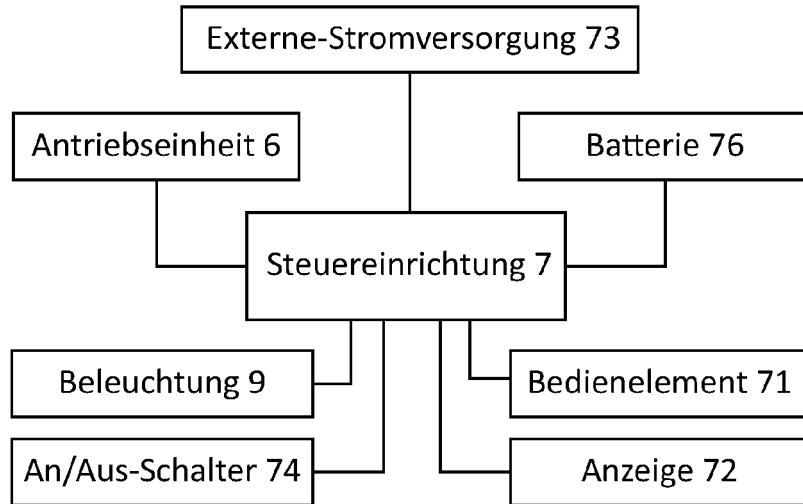 Externe-Stromversorgung 73
Antriebseinheit 6
Batterie 76
Steuereinrichtung 7
Beleuchtung 9
Bedienelement 71
An/Aus-Schalter 74
Anzeige 72